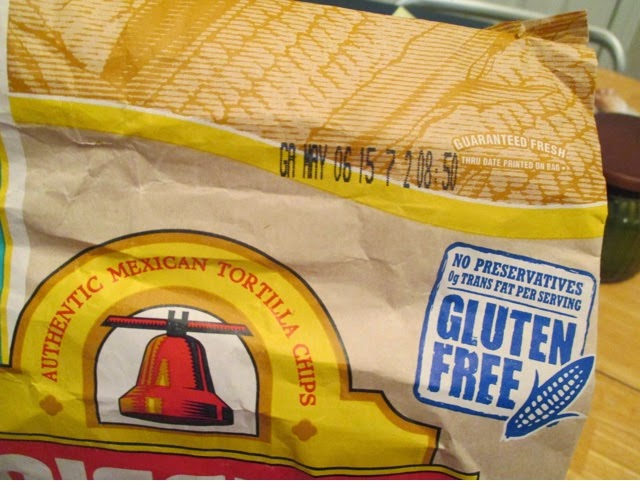 GUARANTEED FRESH
THRU DATE PRINTED ON BAG
GA MAY 06 15 7 2 08:50
NO PRESERVATIVES
0g TRANS FAT PER SERVING
GLUTEN
FREE
AUTHENTIC MEXICAN TORTILLA CHIPS